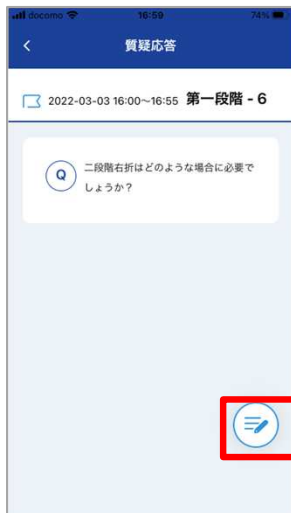 docomo 16:59 74%
質疑応答
2022-03-03 16:00~16:55 第一段階 - 6
Q 二段階右折はどのような場合に必要で
しょうか？